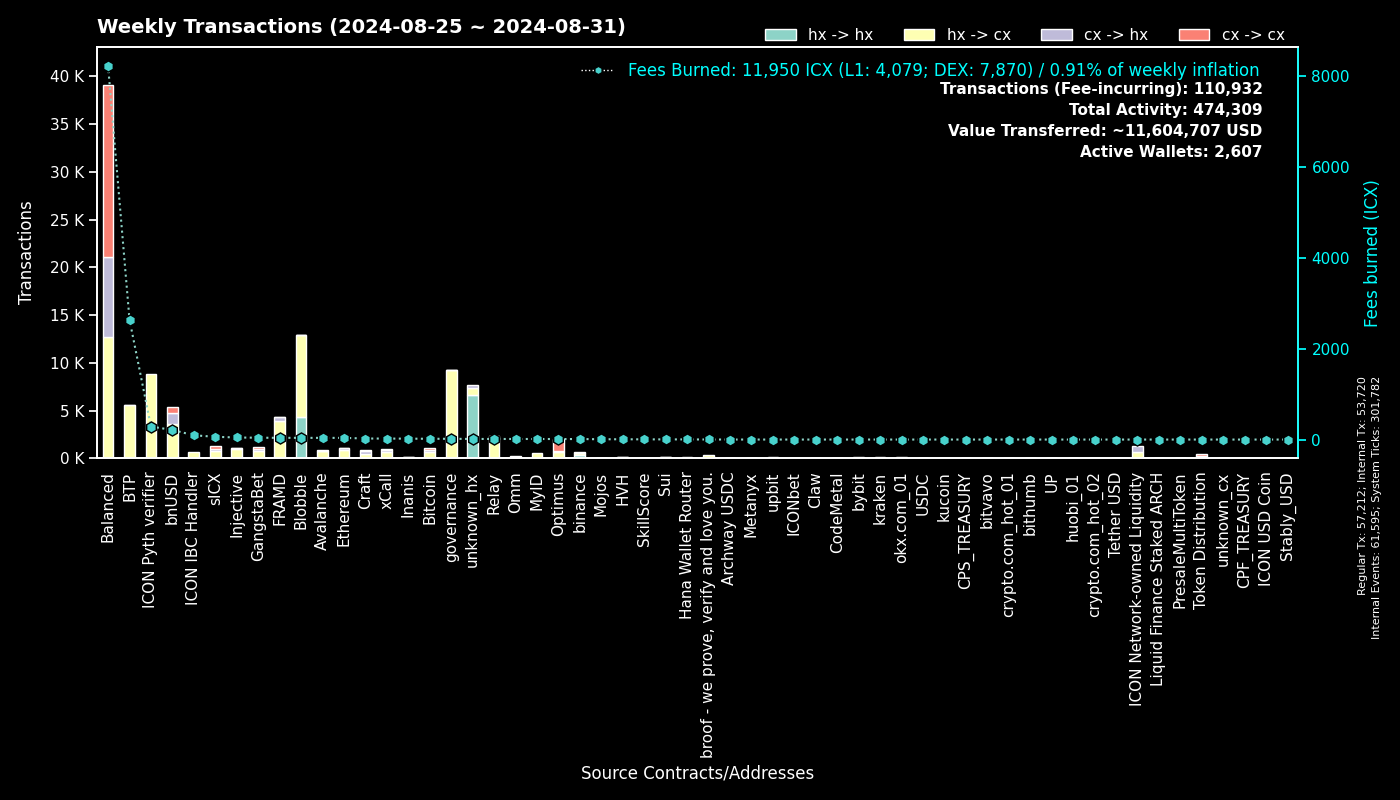 Weekly Transactions (2024-08-25 ~ 2024-08-31)
hx -> hx
hx -> cx
cx -> hx
cx -> cx
Fees Burned: 11,950 ICX (L1: 4,079; DEX: 7,870) / 0.91% of weekly inflation
Transactions (Fee-incurring): 110,932
Total Activity: 474,309
Value Transferred: ~11,604,707 USD
Active Wallets: 2,607
Transactions
40 K
35 K
30 K
25 K
20 K
15 K
10 K
5 K
0 K
8000
6000
4000
2000
0
Fees burned (ICX)
Regular Tx: 57,212; Internal Tx: 53,720
Internal Events: 61,595; System Ticks: 301,782
Balanced
BTP
ICON Pyth verifier
bnUSD
ICON IBC Handler
sICX
Injective
GangstaBet
FRAMD
Blobble
Avalanche
Ethereum
Craft
xCall
Inanis
Bitcoin
governance
unknown_hx
Relay
Omm
MyID
Optimus
binance
Mojos
HVH
SkillScore
Sui
Hana Wallet Router
broof - we prove, verify and love you.
Archway USDC
Metanyx
upbit
ICONbet
Claw
CodeMetal
bybit
kraken
okx.com_01
USDC
kucoin
CPS_TREASURY
bitvavo
crypto.com_hot_01
bithumb
UP
huobi_01
crypto.com_hot_02
Tether USD
ICON Network-owned Liquidity
Liquid Finance Staked ARCH
PresaleMultiToken
Token Distribution
unknown_cx
CPF_TREASURY
ICON USD Coin
Stably_USD
Source Contracts/Addresses